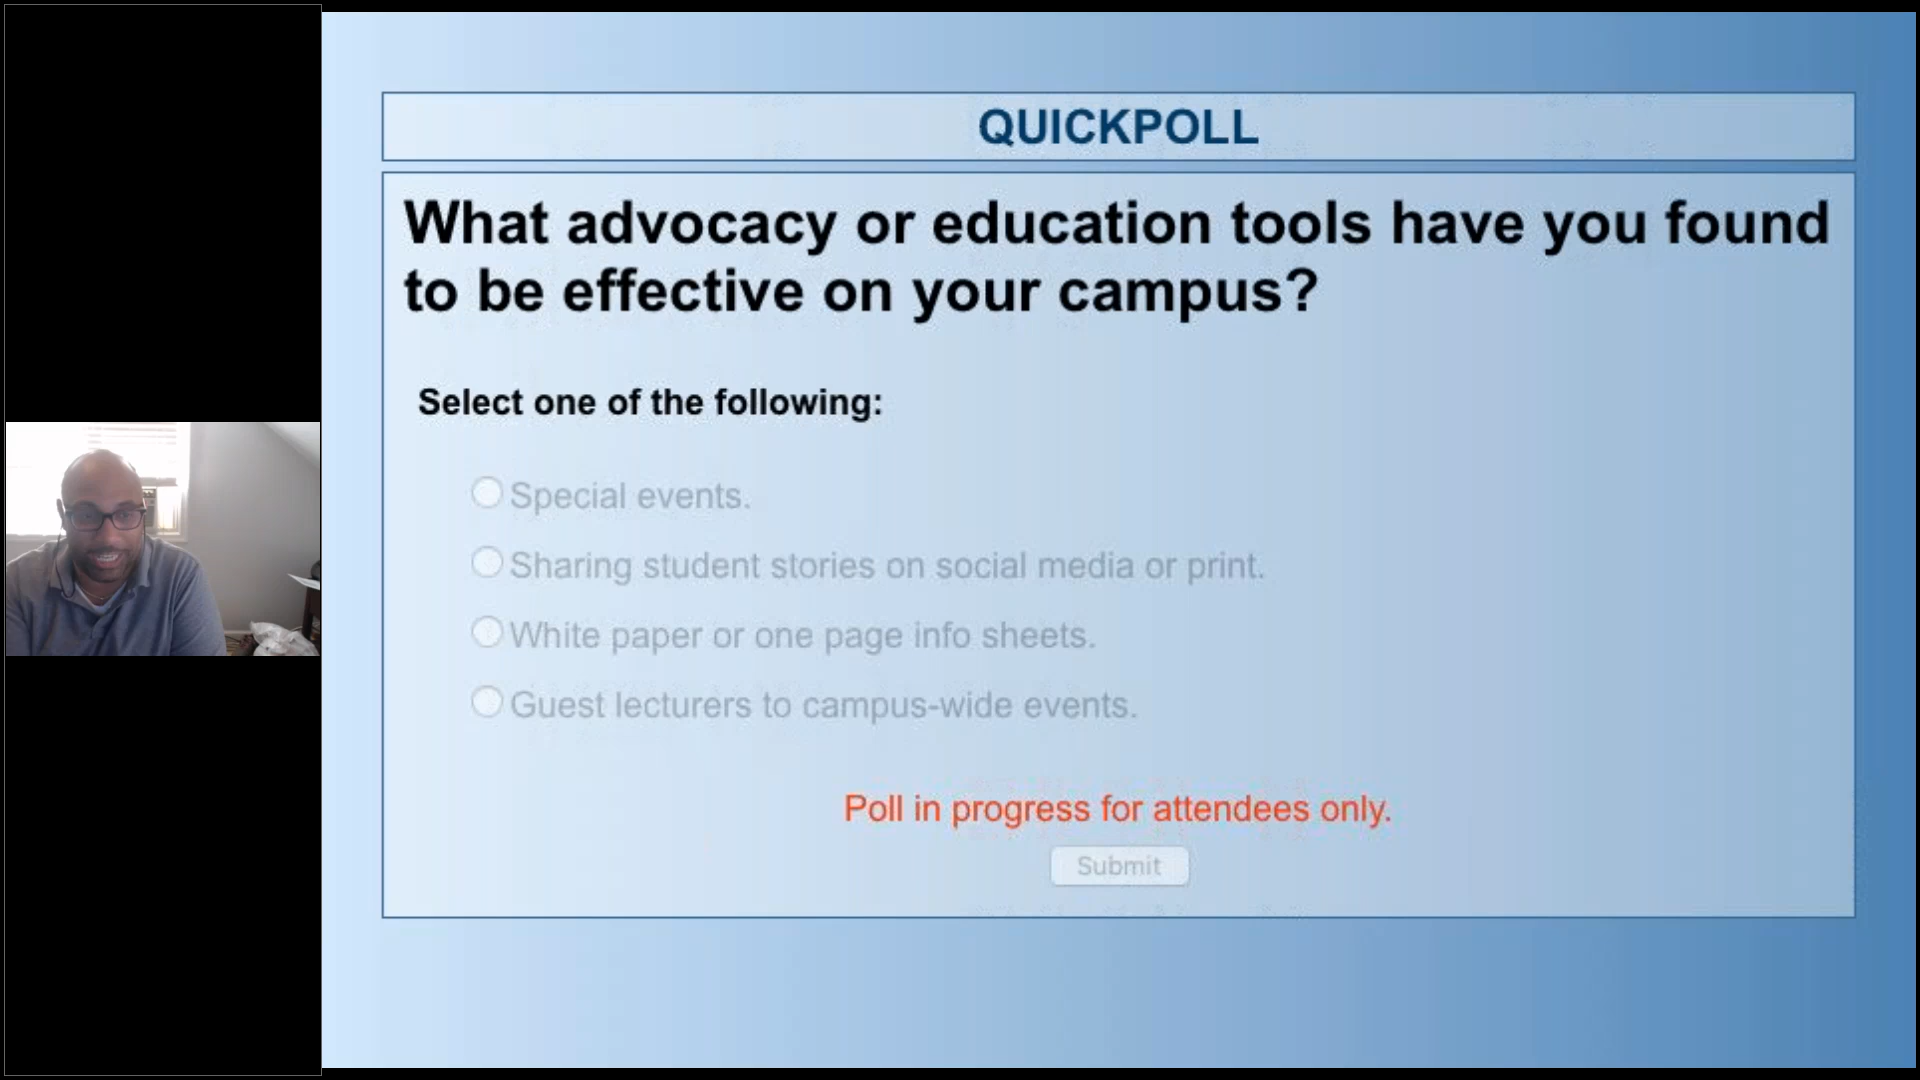 QUICKPOLL
What advocacy or education tools have you found
to be effective on your campus?
Select one of the following:
Special events.
Sharing student stories on social media or print.
White paper or one page info sheets.
Guest lecturers to campus-wide events.
Poll in progress for attendees only.
Submit